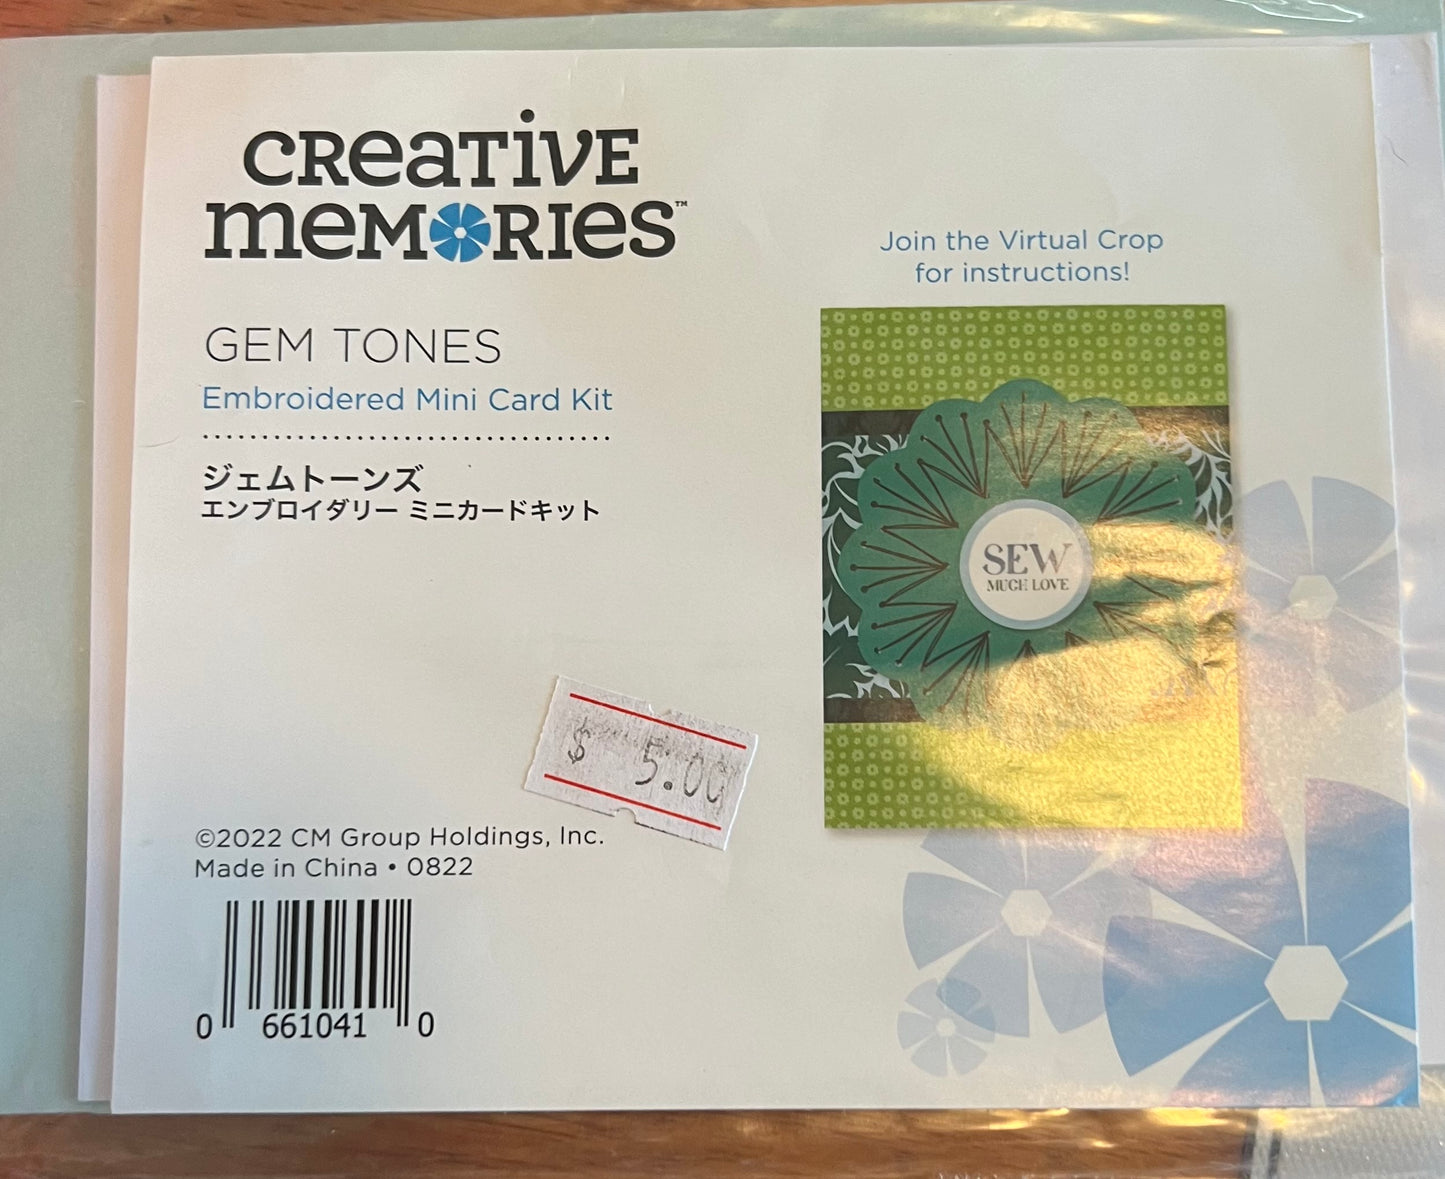 CReaTiVE
meMORIes™
GEM TONES
Embroidered Mini Card Kit
ジェムトーンズ
エンブロイダリー ミニカードキット
Join the Virtual Crop
for instructions!
SEW
MUCH LOVE
$ 5.00
©2022 CM Group Holdings, Inc.
Made in China • 0822
0 661041 0